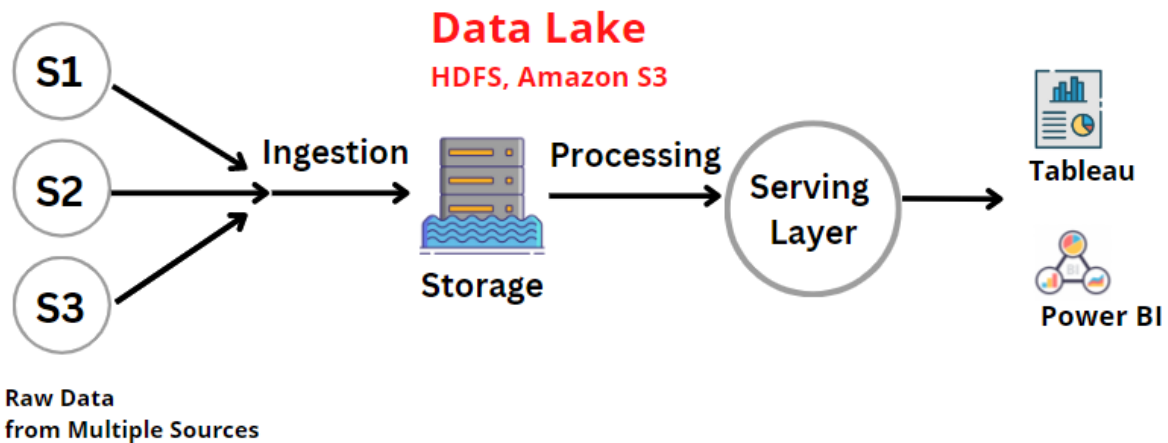 Data Lake
HDFS, Amazon S3
S1
S2
S3
Raw Data
from Multiple Sources
Ingestion
Storage
Processing
Serving
Layer
Tableau
BI
Power BI